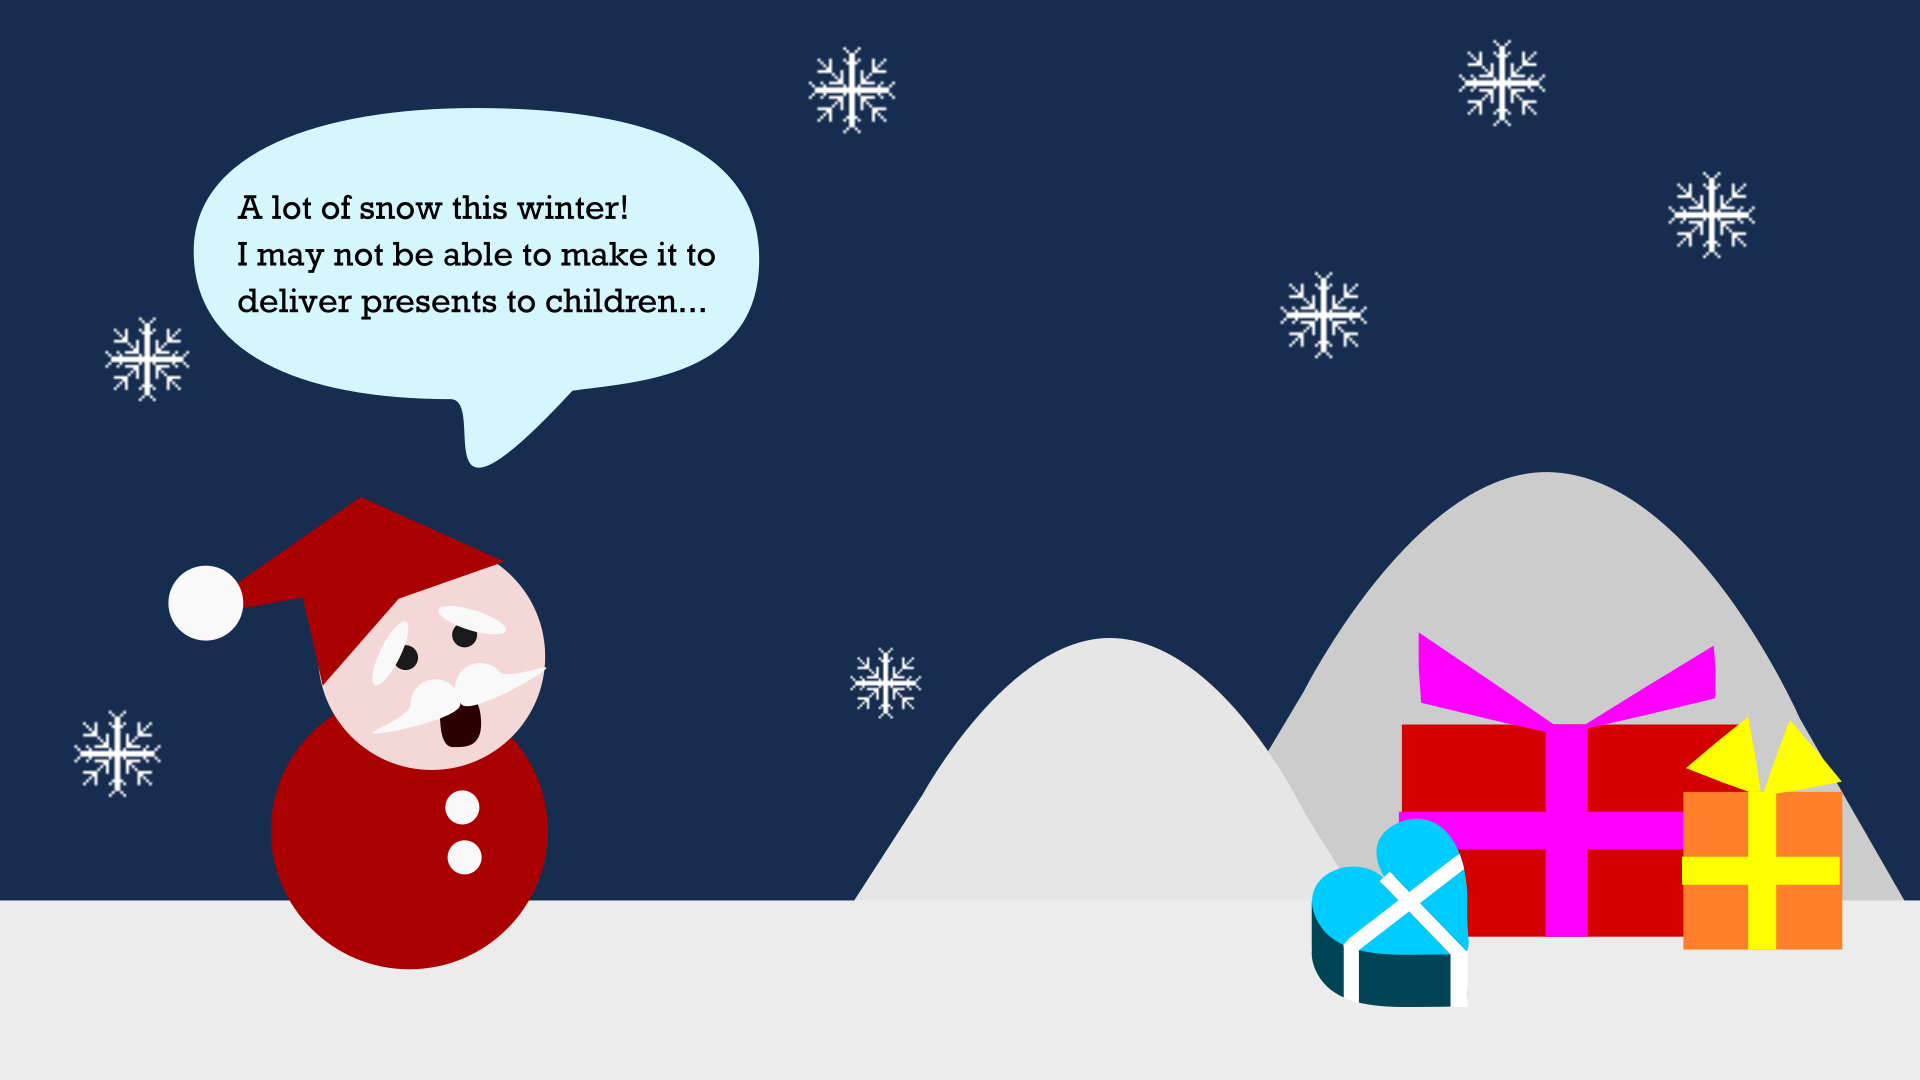 A lot of snow this winter!
I may not be able to make it to
deliver presents to children...